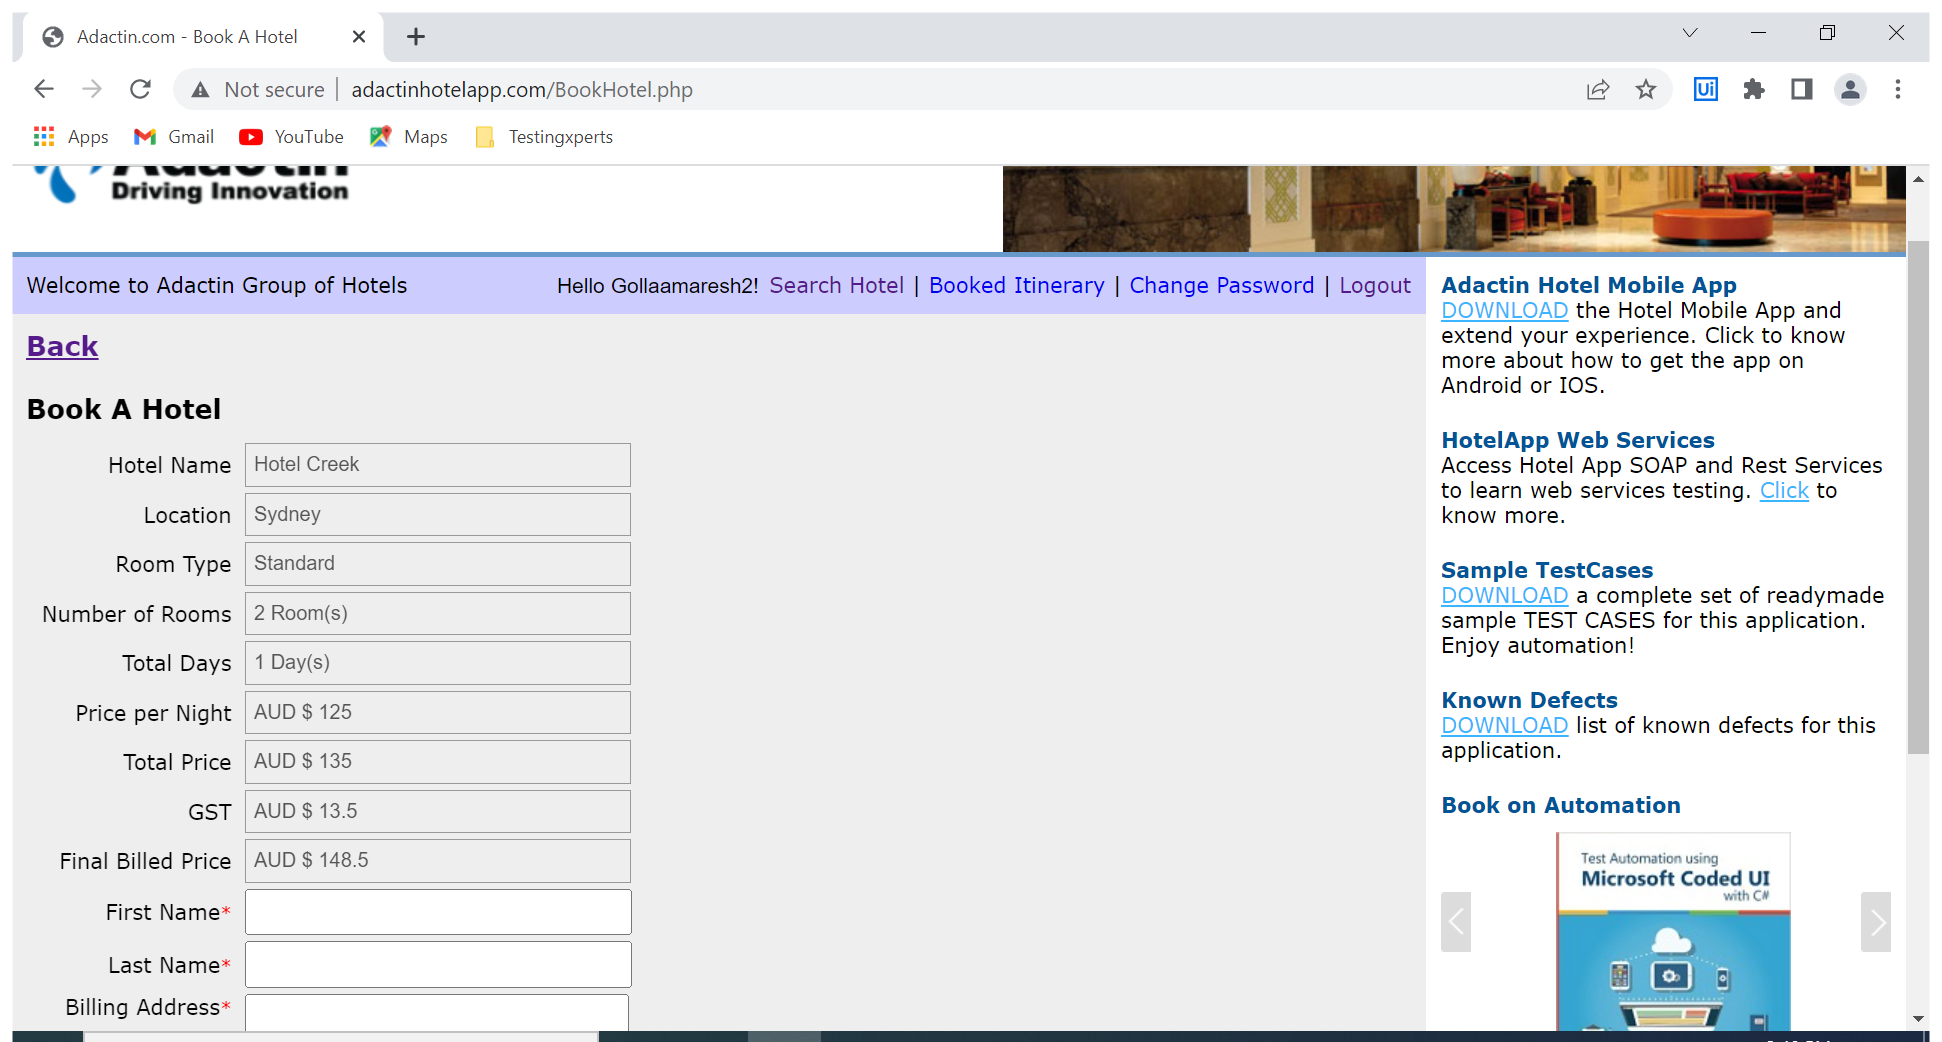 Adactin.com - Book A Hotel
Not secure
adactinhotelapp.com/BookHotel.php
Ui
Apps
Gmail
YouTube
Maps
Testingxperts
Adactin
Driving Innovation
Welcome to Adactin Group of Hotels
Hello Gollaamaresh2! Search Hotel | Booked Itinerary | Change Password | Logout
Back
Book A Hotel
Hotel Name Hotel Creek
Location Sydney
Room Type Standard
Number of Rooms 2 Room(s)
Total Days 1 Day(s)
Price per Night AUD $ 125
Total Price AUD $ 135
GST AUD $ 13.5
Final Billed Price AUD $ 148.5
First Name*
Last Name*
Billing Address*
Adactin Hotel Mobile App
DOWNLOAD the Hotel Mobile App and
extend your experience. Click to know
more about how to get the app on
Android or IOS.
HotelApp Web Services
Access Hotel App SOAP and Rest Services
to learn web services testing. Click to
know more.
Sample TestCases
DOWNLOAD a complete set of readymade
sample TEST CASES for this application.
Enjoy automation!
Known Defects
DOWNLOAD list of known defects for this
application.
Book on Automation
Test Automation using
Microsoft Coded UI
with C#